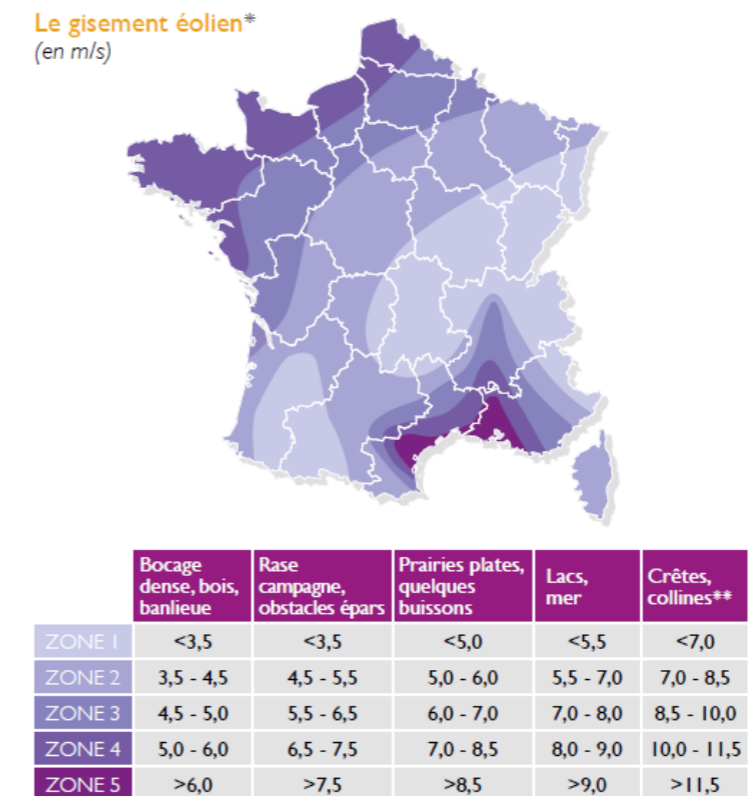 Le gisement éolien*
(en m/s)
Bocage dense, bois, banlieue
Rase campagne, obstacles épars
Prairies plates, quelques buissons
Lacs, mer
Crêtes, collines**
ZONE 1 <3,5 <3,5 <5,0 <5,5 <7,0
ZONE 2 3,5 - 4,5 4,5 - 5,5 5,0 - 6,0 5,5 - 7,0 7,0 - 8,5
ZONE 3 4,5 - 5,0 5,5 - 6,5 6,0 - 7,0 7,0 - 8,0 8,5 - 10,0
ZONE 4 5,0 - 6,0 6,5 - 7,5 7,0 - 8,5 8,0 - 9,0 10,0 - 11,5
ZONE 5 >6,0 >7,5 >8,5 >9,0 >11,5